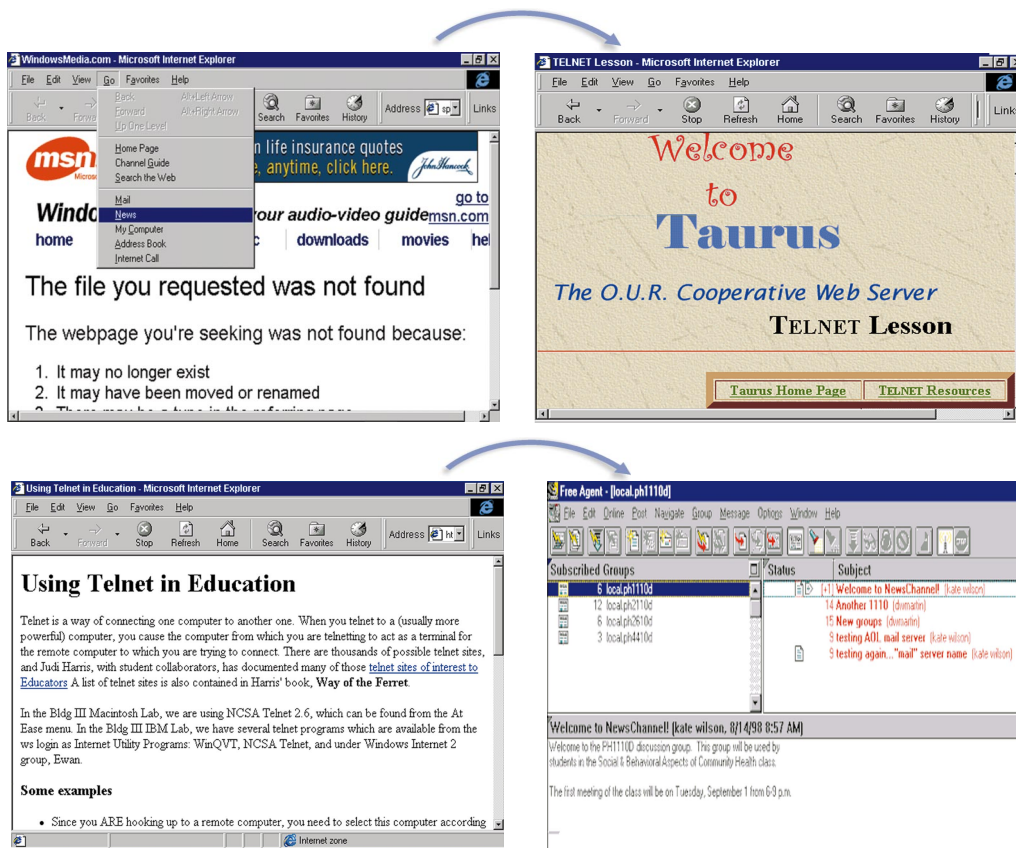 WindowsMedia.com - Microsoft Internet Explorer
File Edit View Go Favorites Help
Back Alt+Left Arrow
Forward Alt+Right Arrow
Up One Level
Home Page
Channel Guide
Search the Web
Mail
News
My Computer
Address Book
Internet Call
Back Search Favorites History Address sp Links
msn
n life insurance quotes
, anytime, click here.
John Hancock
go to
Windo our audio-video guide msn.com
home c downloads movies hel
The file you requested was not found
The webpage you're seeking was not found because:
1. It may no longer exist
2. It may have been moved or renamed
TELNET Lesson - Microsoft Internet Explorer
File Edit View Go Favorites Help
Back Forward Stop Refresh Home Search Favorites History Link
Welcome
to
Taurus
The O.U.R. Cooperative Web Server
TELNET Lesson
Taurus Home Page TELNET Resources
Using Telnet in Education - Microsoft Internet Explorer
File Edit View Go Favorites Help
Back Forward Stop Refresh Home Search Favorites History Address ht Links
Using Telnet in Education
Telnet is a way of connecting one computer to another one. When you telnet to a (usually more
powerful) computer, you cause the computer from which you are telnetting to act as a terminal for
the remote computer to which you are trying to connect. There are thousands of possible telnet sites,
and Judi Harris, with student collaborators, has documented many of those telnet sites of interest to
Educators A list of telnet sites is also contained in Harris' book, Way of the Ferret.
In the Bldg III Macintosh Lab, we are using NCSA Telnet 2.6, which can be found from the At
Ease menu. In the Bldg III IBM Lab, we have several telnet programs which are available from the
ws login as Internet Utility Programs: WinQVT, NCSA Telnet, and under Windows Internet 2
group, Ewan.
Some examples
• Since you ARE hooking up to a remote computer, you need to select this computer according
Internet zone
Free Agent - [local.ph1110d]
File Edit Online Post Navigate Group Message Options Window Help
Subscribed Groups
6 local.ph1110d
12 local.ph2110d
6 local.ph2610d
3 local.ph4410d
Status Subject
[+1] Welcome to NewsChannel! (kate wilson)
14 Another 1110 (dwmartin)
15 New groups (dwmartin)
9 testing AOL mail server (kate wilson)
9 testing again..."mail" server name (kate wilson)
Welcome to NewsChannel! (kate wilson, 8/14/98 8:57 AM)
Welcome to the PH1110D discussion group. This group will be used by
students in the Social & Behavioral Aspects of Community Health class.
The first meeting of the class will be on Tuesday, September 1 from 6-9 p.m.